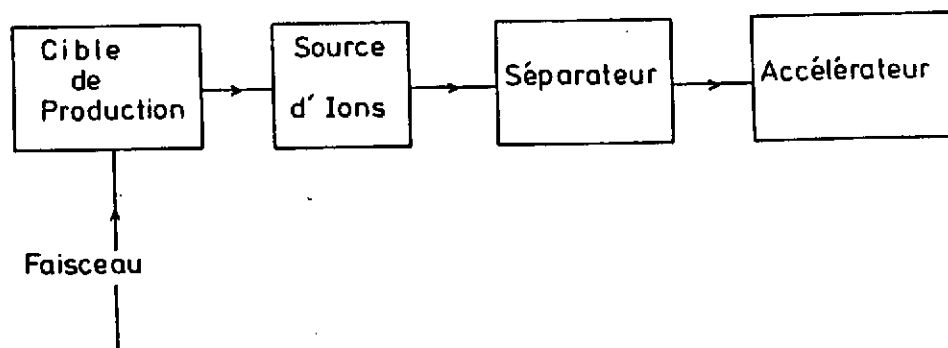 Cible
de
Production
Source
d' Ions
Séparateur
Accélérateur
Faisceau